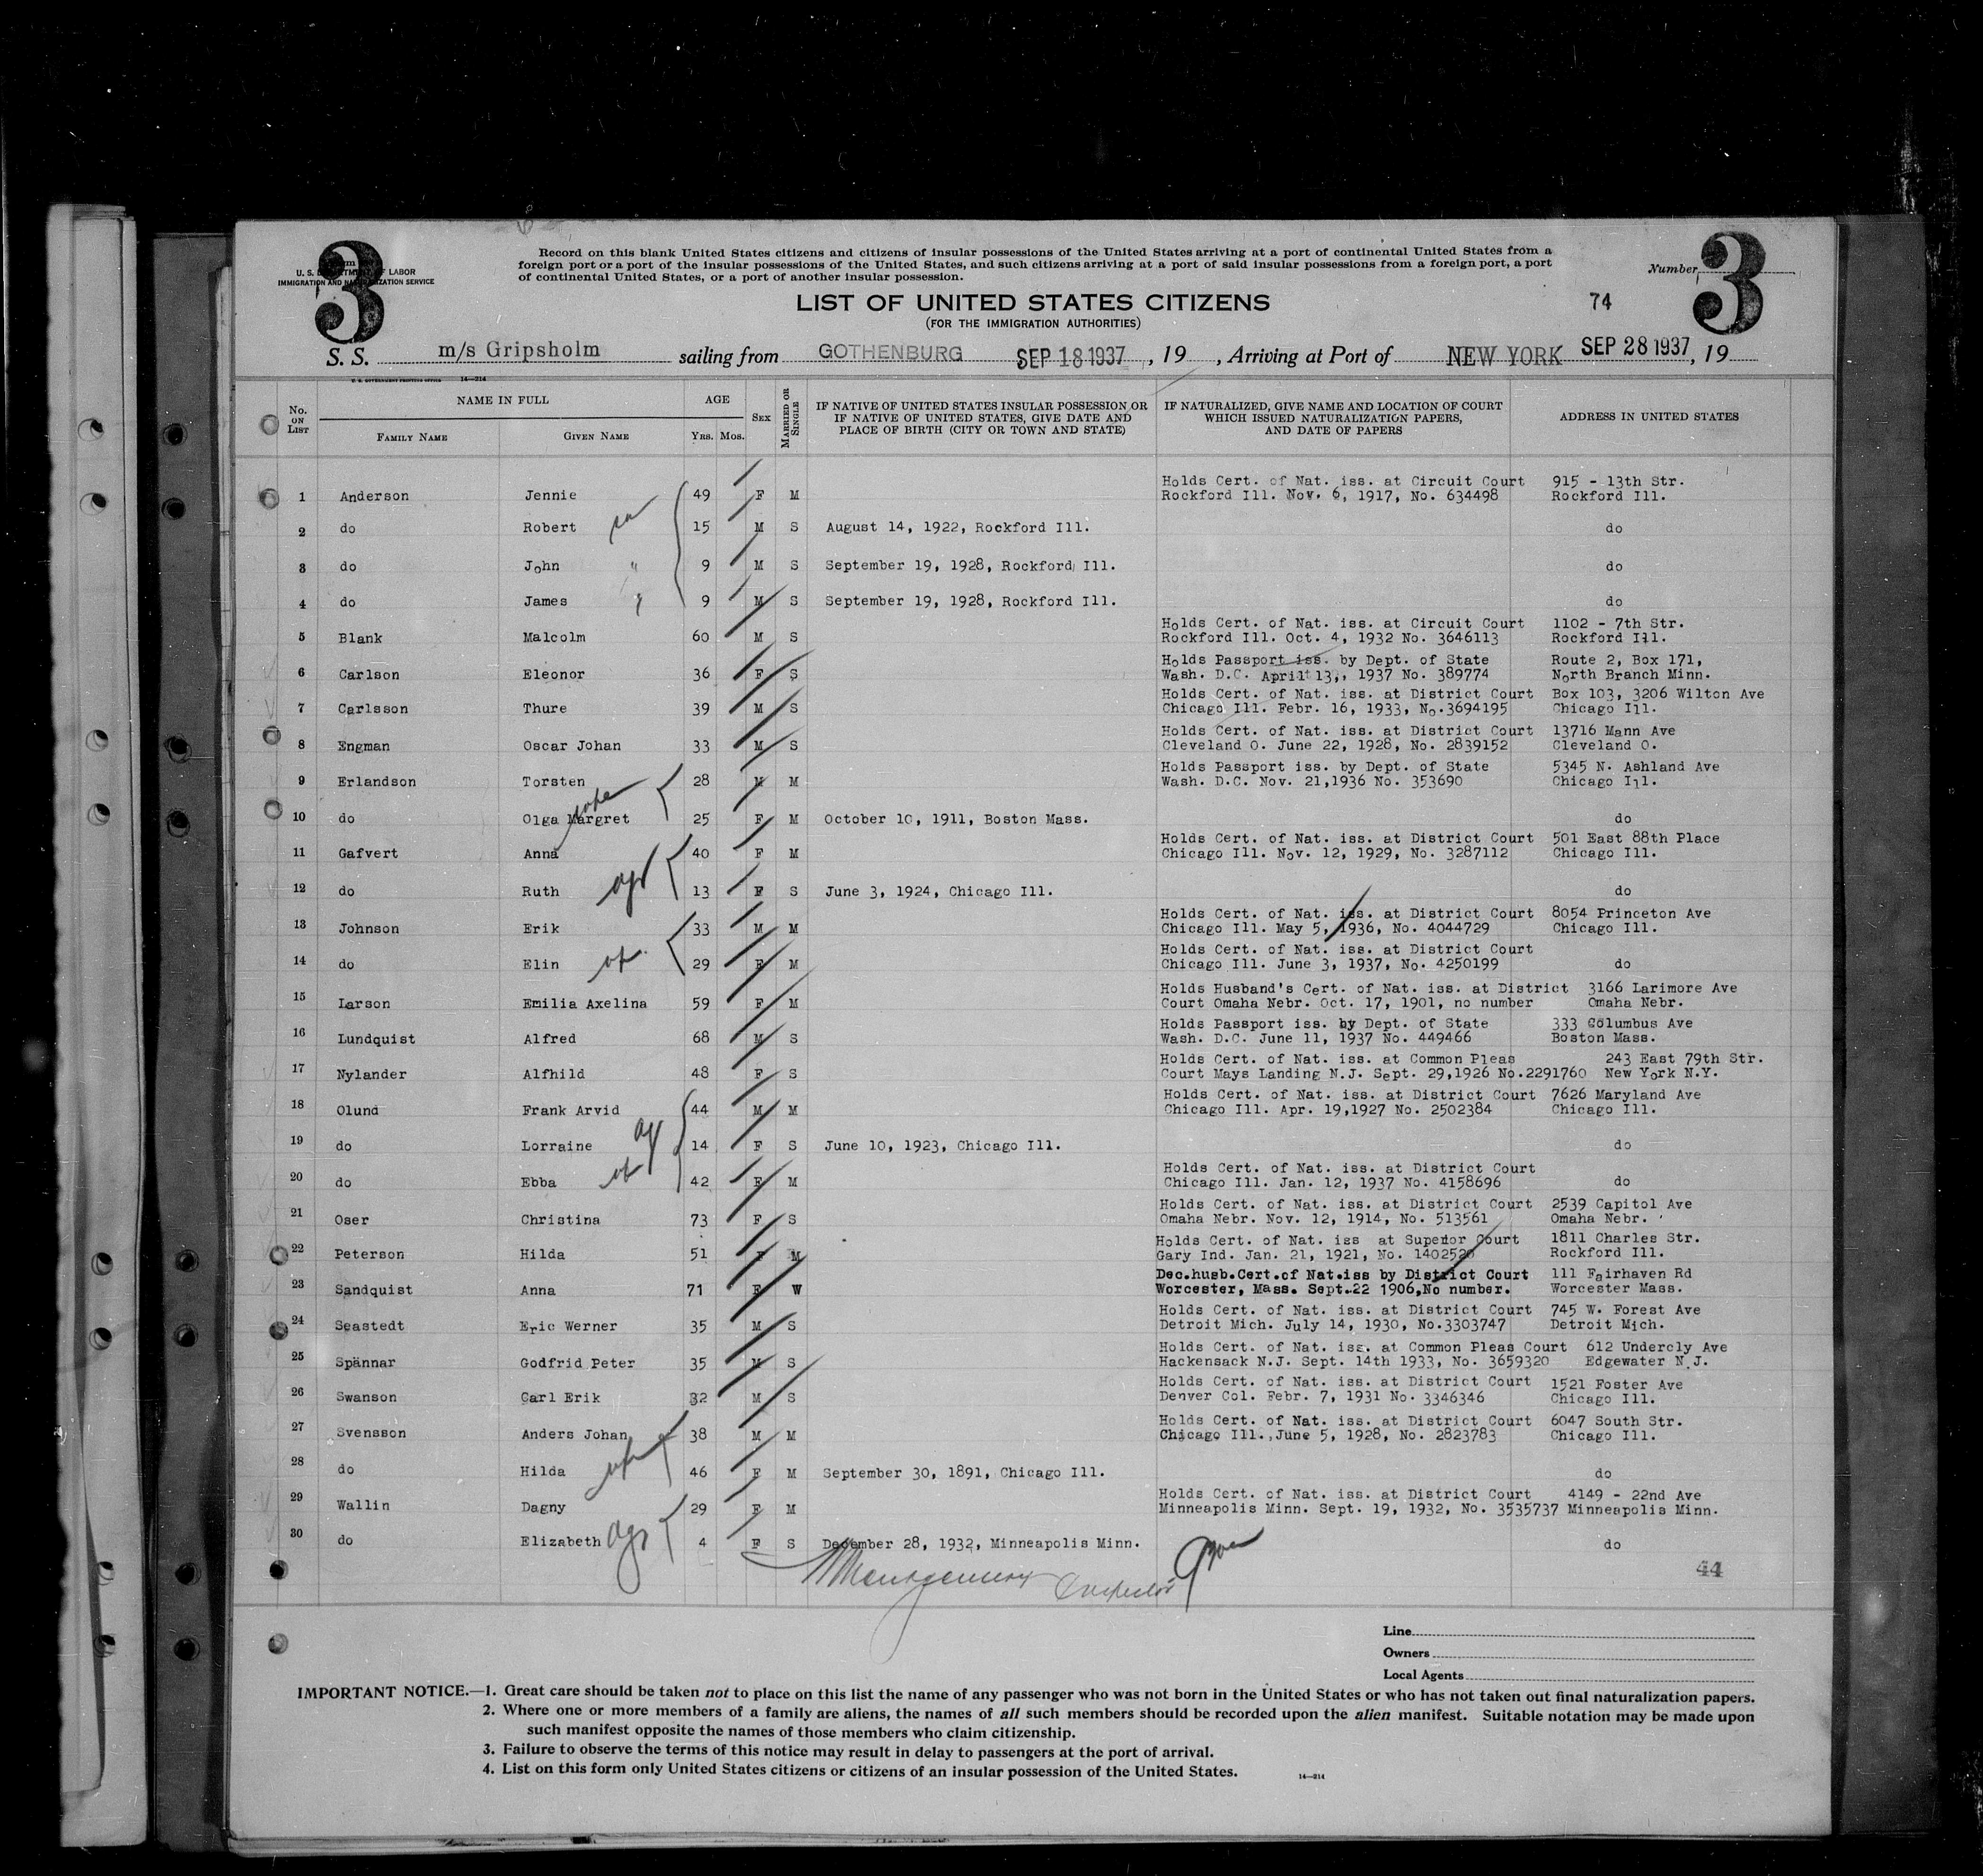 3
U. S. DEPARTMENT OF LABOR
IMMIGRATION AND NATURALIZATION SERVICE
Record on this blank United States citizens and citizens of insular possessions of the United States arriving at a port of continental United States from a
foreign port or a port of the insular possessions of the United States, and such citizens arriving at a port of said insular possessions from a foreign port, a port
of continental United States, or a port of another insular possession.
Number 3
LIST OF UNITED STATES CITIZENS
74
(FOR THE IMMIGRATION AUTHORITIES)
S. S. m/s Gripsholm sailing from GOTHENBURG SEP 18 1937, 19 , Arriving at Port of NEW YORK SEP 28 1937, 19
U. S. GOVERNMENT PRINTING OFFICE 14—214
No. ON LIST
NAME IN FULL
FAMILY NAME
GIVEN NAME
AGE
YRS. MOS.
SEX
MARRIED OR SINGLE
IF NATIVE OF UNITED STATES INSULAR POSSESSION OR
IF NATIVE OF UNITED STATES, GIVE DATE AND
PLACE OF BIRTH (CITY OR TOWN AND STATE)
IF NATURALIZED, GIVE NAME AND LOCATION OF COURT
WHICH ISSUED NATURALIZATION PAPERS,
AND DATE OF PAPERS
ADDRESS IN UNITED STATES
Holds Cert. of Nat. iss. at Circuit Court 915 - 13th Str.
1 Anderson Jennie 49 F M Rockford Ill. Nov. 6, 1917, No. 634498 Rockford Ill.
2 do Robert 15 M S August 14, 1922, Rockford Ill. do
3 do John " 9 M S September 19, 1928, Rockford Ill. do
4 do James " 9 M S September 19, 1928, Rockford Ill. do
Holds Cert. of Nat. iss. at Circuit Court 1102 - 7th Str.
5 Blank Malcolm 60 M S Rockford Ill. Oct. 4, 1932 No. 3646113 Rockford Ill.
Holds Passport iss. by Dept. of State Route 2, Box 171,
6 Carlson Eleonor 36 F S Wash. D.C. April 13,, 1937 No. 389774 North Branch Minn.
Holds Cert. of Nat. iss. at District Court Box 103, 3206 Wilton Ave
7 Carlsson Thure 39 M S Chicago Ill. Febr. 16, 1933, No.3694195 Chicago Ill.
Holds Cert. of Nat. iss. at District Court 13716 Mann Ave
8 Engman Oscar Johan 33 M S Cleveland O. June 22, 1928, No. 2839152 Cleveland O.
Holds Passport iss. by Dept. of State 5345 N. Ashland Ave
9 Erlandson Torsten 28 M M Wash. D.C. Nov. 21,1936 No. 353690 Chicago Ill.
10 do Olga Margret 25 F M October 10, 1911, Boston Mass. do
Holds Cert. of Nat. iss. at District Court 501 East 88th Place
11 Gafvert Anna 40 F M Chicago Ill. Nov. 12, 1929, No. 3287112 Chicago Ill.
12 do Ruth 13 F S June 3, 1924, Chicago Ill. do
Holds Cert. of Nat. iss. at District Court 8054 Princeton Ave
13 Johnson Erik 33 M M Chicago Ill. May 5, 1936, No. 4044729 Chicago Ill.
Holds Cert. of Nat. iss. at District Court
14 do Elin 29 F M Chicago Ill. June 3, 1937, No. 4250199 do
Holds Husband's Cert. of Nat. iss. at District 3166 Larimore Ave
15 Larson Emilia Axelina 59 F M Court Omaha Nebr. Oct. 17, 1901, no number Omaha Nebr.
Holds Passport iss. by Dept. of State 333 Columbus Ave
16 Lundquist Alfred 68 M S Wash. D.C. June 11, 1937 No. 449466 Boston Mass.
Holds Cert. of Nat. iss. at Common Pleas 243 East 79th Str.
17 Nylander Alfhild 48 F S Court Mays Landing N.J. Sept. 29,1926 No.2291760 New York N.Y.
Holds Cert. of Nat. iss. at District Court 7626 Maryland Ave
18 Olund Frank Arvid 44 M M Chicago Ill. Apr. 19,1927 No. 2502384 Chicago Ill.
19 do Lorraine 14 F S June 10, 1923, Chicago Ill. do
Holds Cert. of Nat. iss. at District Court
20 do Ebba 42 F M Chicago Ill. Jan. 12, 1937 No. 4158696 do
Holds Cert. of Nat. iss. at District Court 2539 Capitol Ave
21 Oser Christina 73 F S Omaha Nebr. Nov. 12, 1914, No. 513561 Omaha Nebr.
Holds Cert. of Nat. iss at Superior Court 1811 Charles Str.
22 Peterson Hilda 51 F M Gary Ind. Jan. 21, 1921, No. 1402520 Rockford Ill.
Dec.husb.Cert.of Nat.iss by District Court 111 Fairhaven Rd
23 Sandquist Anna 71 F W Worcester, Mass. Sept.22 1906,No number. Worcester Mass.
Holds Cert. of Nat. iss. at District Court 745 W. Forest Ave
24 Seastedt Eric Werner 35 M S Detroit Mich. July 14, 1930, No.3303747 Detroit Mich.
Holds Cert. of Nat. iss. at Common Pleas Court 612 Undercly Ave
25 Spännar Godfrid Peter 35 M S Hackensack N.J. Sept. 14th 1933, No. 3659320 Edgewater N.J.
Holds Cert. of Nat. iss. at District Court 1521 Foster Ave
26 Swanson Carl Erik 32 M S Denver Col. Febr. 7, 1931 No. 3346346 Chicago Ill.
Holds Cert. of Nat. iss. at District Court 6047 South Str.
27 Svensson Anders Johan 38 M M Chicago Ill.,June 5, 1928, No. 2823783 Chicago Ill.
28 do Hilda 46 F M September 30, 1891, Chicago Ill. do
Holds Cert. of Nat. iss. at District Court 4149 - 22nd Ave
29 Wallin Dagny 29 F M Minneapolis Minn. Sept. 19, 1932, No. 3535737 Minneapolis Minn.
30 do Elizabeth 4 F S December 28, 1932, Minneapolis Minn. do
Montgomery Inspector
44
Line
Owners
Local Agents
IMPORTANT NOTICE.—1. Great care should be taken not to place on this list the name of any passenger who was not born in the United States or who has not taken out final naturalization papers.
2. Where one or more members of a family are aliens, the names of all such members should be recorded upon the alien manifest. Suitable notation may be made upon
such manifest opposite the names of those members who claim citizenship.
3. Failure to observe the terms of this notice may result in delay to passengers at the port of arrival.
4. List on this form only United States citizens or citizens of an insular possession of the United States.
14—214